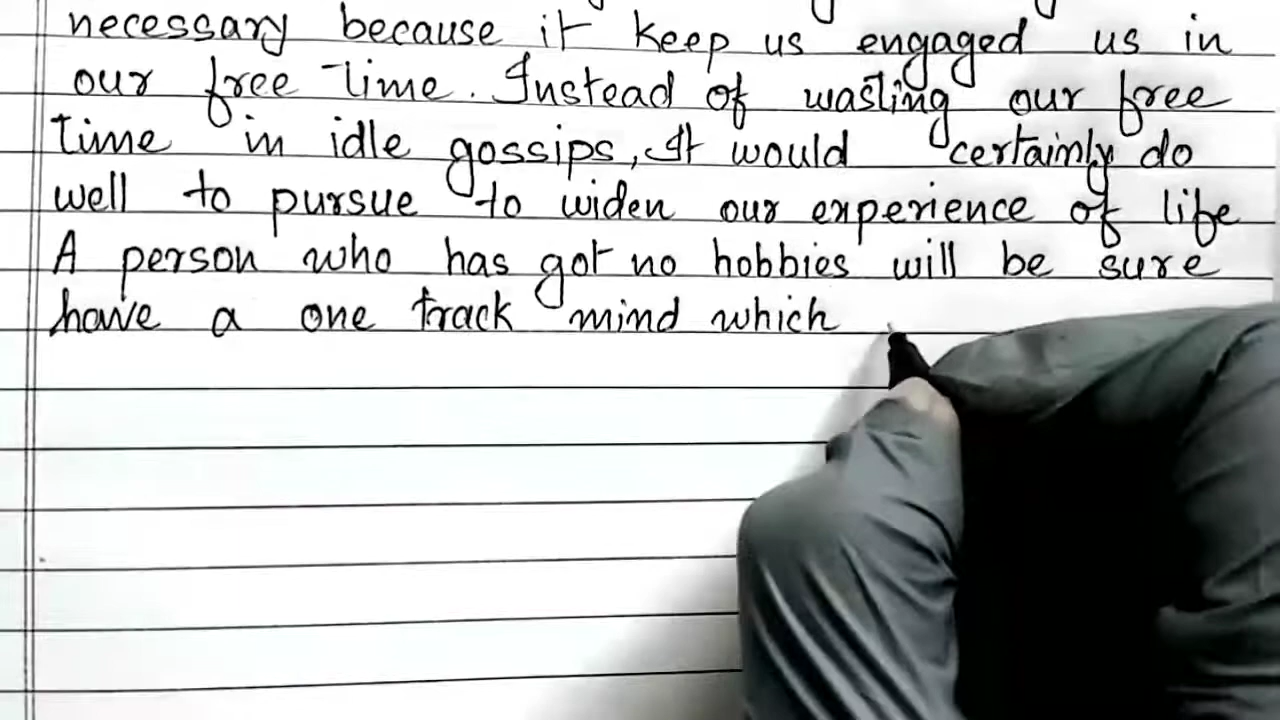 necessary because it keep us engaged us in
our free time. Instead of wasting our free
time in idle gossips, It would certainly do
well to pursue to widen our experience of life
A person who has got no hobbies will be sure
have a one track mind which